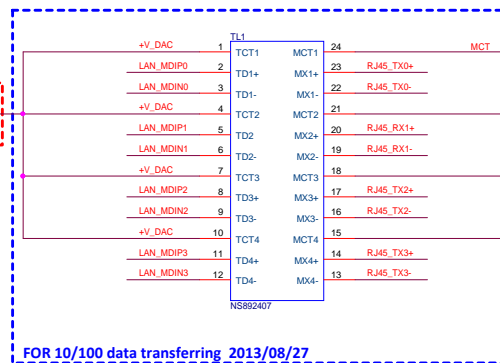 TL1
+V_DAC 1 TCT1 MCT1 24 MCT
LAN_MDIP0 2 TD1+ MX1+ 23 RJ45_TX0+
LAN_MDIN0 3 TD1- MX1- 22 RJ45_TX0-
+V_DAC 4 TCT2 MCT2 21
LAN_MDIP1 5 TD2 MX2+ 20 RJ45_RX1+
LAN_MDIN1 6 TD2- MX2- 19 RJ45_RX1-
+V_DAC 7 TCT3 MCT3 18
LAN_MDIP2 8 TD3+ MX3+ 17 RJ45_TX2+
LAN_MDIN2 9 TD3- MX3- 16 RJ45_TX2-
+V_DAC 10 TCT4 MCT4 15
LAN_MDIP3 11 TD4+ MX4+ 14 RJ45_TX3+
LAN_MDIN3 12 TD4- MX4- 13 RJ45_TX3-
NS892407
FOR 10/100 data transferring 2013/08/27